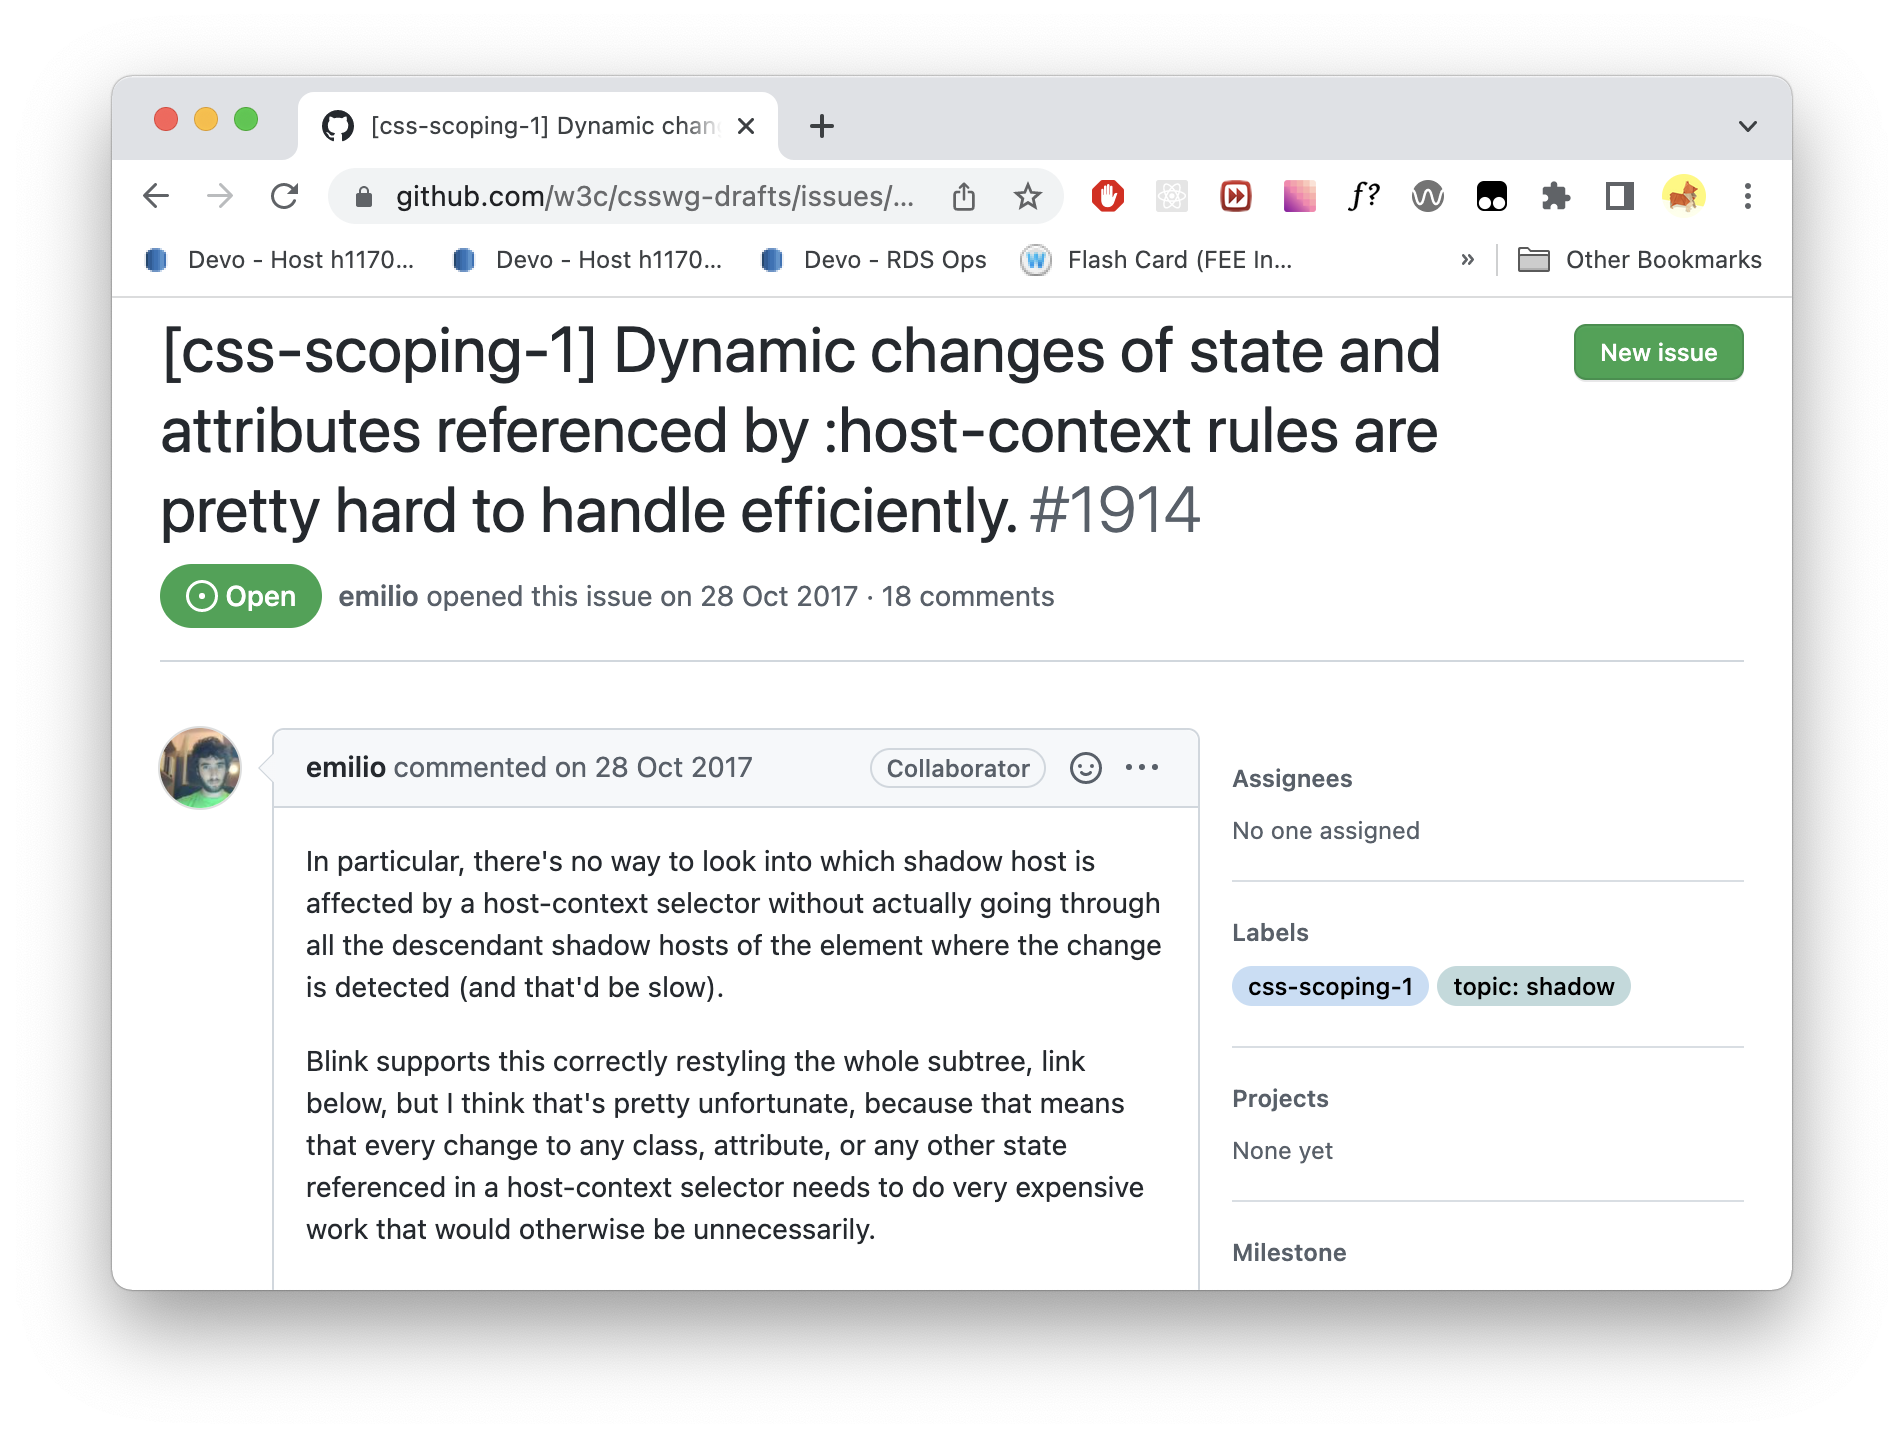 [css-scoping-1] Dynamic chan
github.com/w3c/csswg-drafts/issues/...
f?
Devo - Host h1170... Devo - Host h1170... Devo - RDS Ops W Flash Card (FEE In... » Other Bookmarks
[css-scoping-1] Dynamic changes of state and
attributes referenced by :host-context rules are
pretty hard to handle efficiently. #1914
New issue
Open emilio opened this issue on 28 Oct 2017 · 18 comments
emilio commented on 28 Oct 2017 Collaborator
In particular, there's no way to look into which shadow host is
affected by a host-context selector without actually going through
all the descendant shadow hosts of the element where the change
is detected (and that'd be slow).
Blink supports this correctly restyling the whole subtree, link
below, but I think that's pretty unfortunate, because that means
that every change to any class, attribute, or any other state
referenced in a host-context selector needs to do very expensive
work that would otherwise be unnecessarily.
Assignees
No one assigned
Labels
css-scoping-1 topic: shadow
Projects
None yet
Milestone